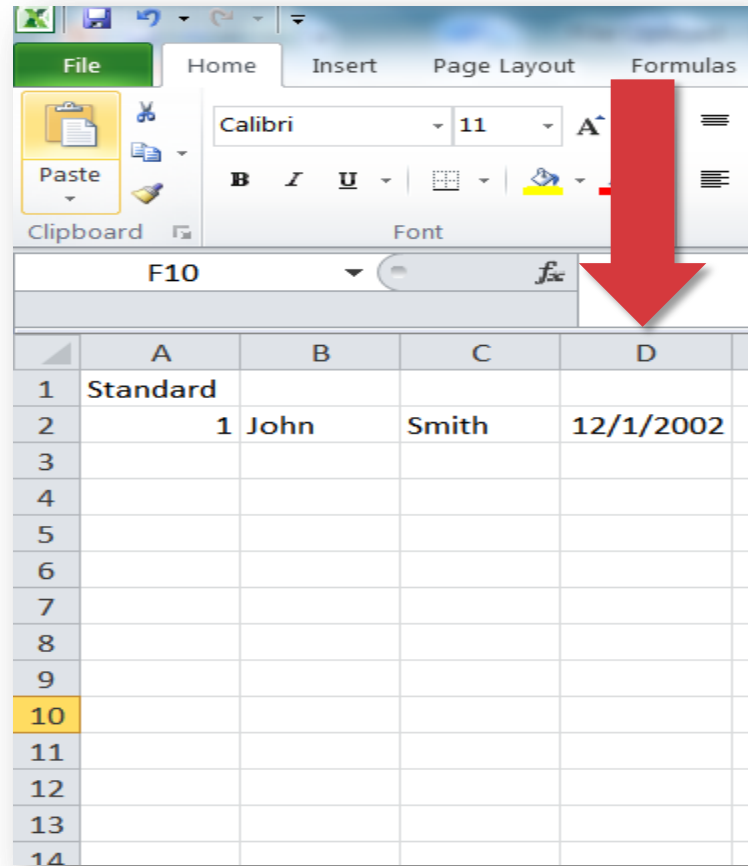 File Home Insert Page Layout Formulas
Calibri 11 A
Paste B I U
Clipboard Font
F10 fx
A B C D
1 Standard
2 1 John Smith 12/1/2002
3
4
5
6
7
8
9
10
11
12
13
14